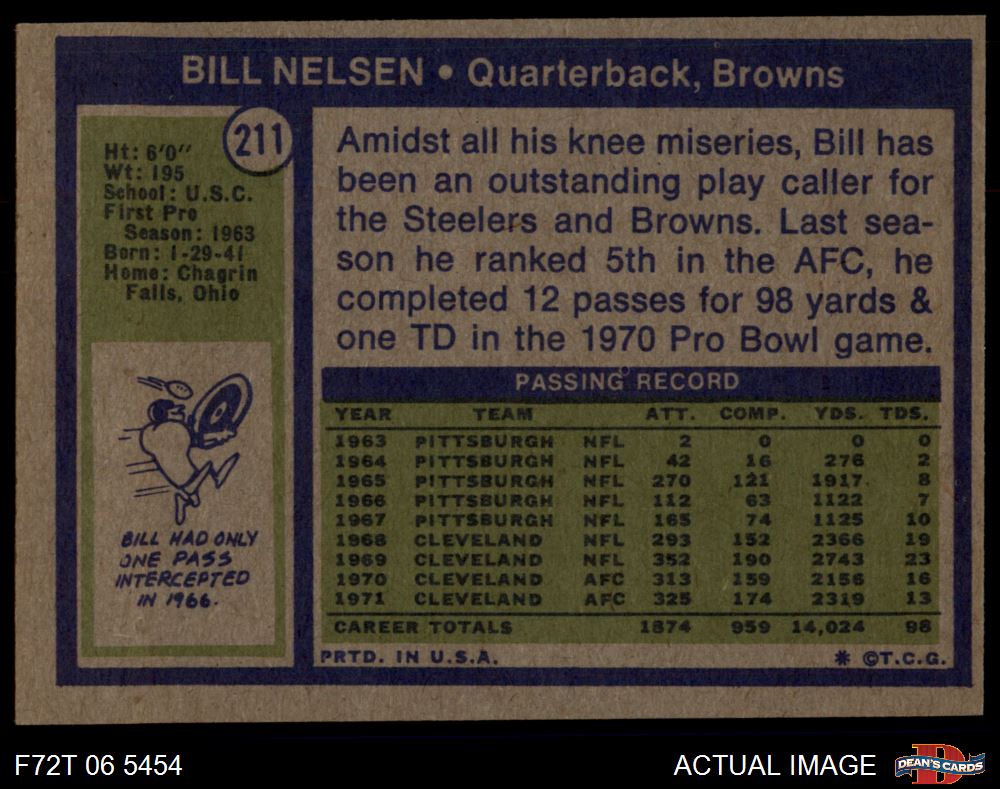 BILL NELSEN • Quarterback, Browns
211
Ht: 6'0"
Wt: 195
School: U.S.C.
First Pro
Season: 1963
Born: 1-29-41
Home: Chagrin
Falls, Ohio
BILL HAD ONLY
ONE PASS
INTERCEPTED
IN 1966.
Amidst all his knee miseries, Bill has
been an outstanding play caller for
the Steelers and Browns. Last sea-
son he ranked 5th in the AFC, he
completed 12 passes for 98 yards &
one TD in the 1970 Pro Bowl game.
PASSING RECORD
YEAR TEAM ATT. COMP. YDS. TDS.
1963 PITTSBURGH NFL 2 0 0 0
1964 PITTSBURGH NFL 42 16 276 2
1965 PITTSBURGH NFL 270 121 1917 8
1966 PITTSBURGH NFL 112 63 1122 7
1967 PITTSBURGH NFL 165 74 1125 10
1968 CLEVELAND NFL 293 152 2366 19
1969 CLEVELAND NFL 352 190 2743 23
1970 CLEVELAND AFC 313 159 2156 16
1971 CLEVELAND AFC 325 174 2319 13
CAREER TOTALS 1874 959 14,024 98
PRTD. IN U.S.A. * ©T.C.G.
F72T 06 5454
ACTUAL IMAGE
D
DEAN'S CARDS